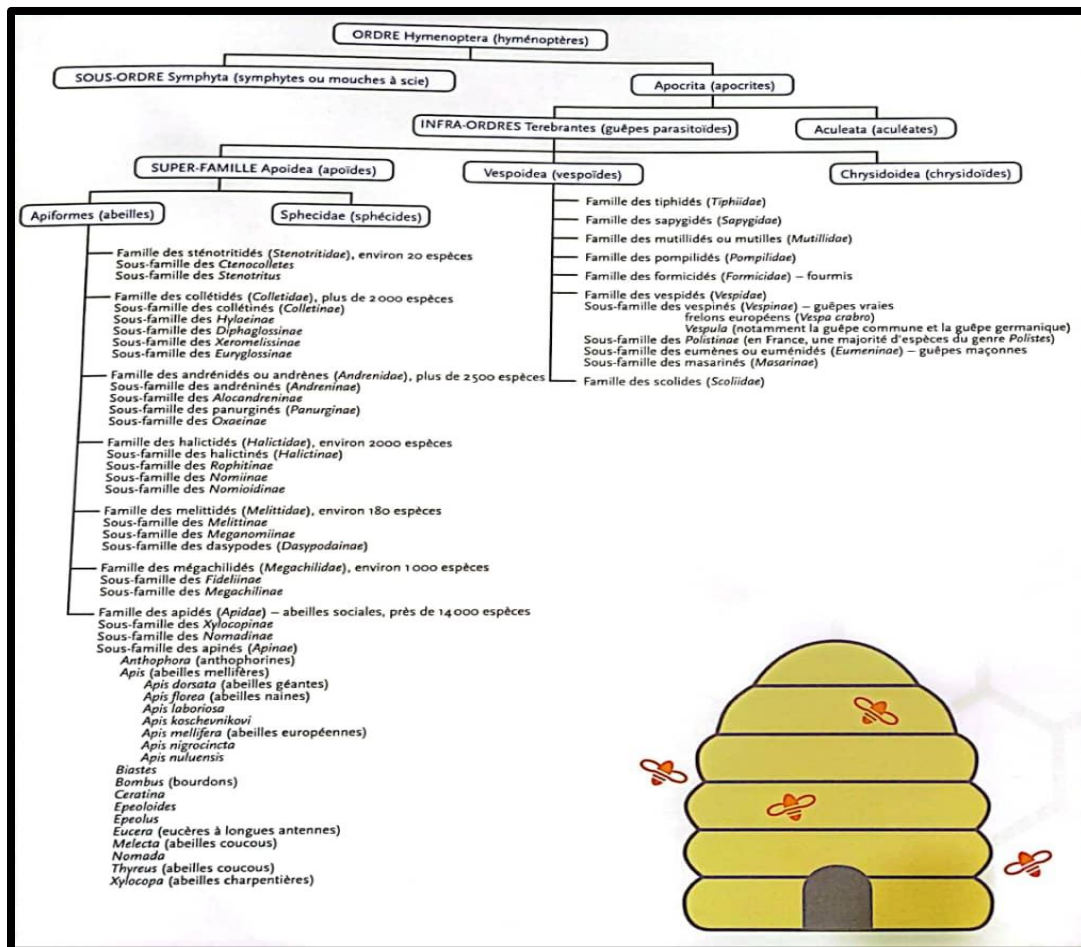 ORDRE Hymenoptera (hyménoptères)
SOUS-ORDRE Symphyta (symphytes ou mouches à scie)
Apocrita (apocrites)
INFRA-ORDRES Terebrantes (guêpes parasitoïdes)
Aculeata (aculéates)
SUPER-FAMILLE Apoidea (apoïdes)
Vespoidea (vespoïdes)
Chrysidoidea (chrysidoïdes)
Apiformes (abeilles)
Sphecidae (sphécides)
Famille des sténotritidés (Stenotritidae), environ 20 espèces
Sous-famille des Ctenocolletes
Sous-famille des Stenotritus
Famille des collétidés (Colletidae), plus de 2 000 espèces
Sous-famille des collétinés (Colletinae)
Sous-famille des Hylaeinae
Sous-famille des Diphaglossinae
Sous-famille des Xeromelissinae
Sous-famille des Euryglossinae
Famille des andrénidés ou andrènes (Andrenidae), plus de 2 500 espèces
Sous-famille des andréninés (Andreninae)
Sous-famille des Alocandreninae
Sous-famille des panurginés (Panurginae)
Sous-famille des Oxaeinae
Famille des halictidés (Halictidae), environ 2000 espèces
Sous-famille des halictinés (Halictinae)
Sous-famille des Rophitinae
Sous-famille des Nomiinae
Sous-famille des Nomioidinae
Famille des melittidés (Melittidae), environ 180 espèces
Sous-famille des Melittinae
Sous-famille des Meganomiinae
Sous-famille des dasypodes (Dasypodainae)
Famille des mégachilidés (Megachilidae), environ 1 000 espèces
Sous-famille des Fideliinae
Sous-famille des Megachilinae
Famille des apidés (Apidae) – abeilles sociales, près de 14 000 espèces
Sous-famille des Xylocopinae
Sous-famille des Nomadinae
Sous-famille des apinés (Apinae)
Anthophora (anthophorines)
Apis (abeilles mellifères)
Apis dorsata (abeilles géantes)
Apis florea (abeilles naines)
Apis laboriosa
Apis koschevnikovi
Apis mellifera (abeilles européennes)
Apis nigrocincta
Apis nuluensis
Biastes
Bombus (bourdons)
Ceratina
Epeoloides
Epeolus
Eucera (eucères à longues antennes)
Melecta (abeilles coucous)
Nomada
Thyreus (abeilles coucous)
Xylocopa (abeilles charpentières)
Famille des tiphidés (Tiphiidae)
Famille des sapygidés (Sapygidae)
Famille des mutillidés ou mutilles (Mutillidae)
Famille des pompilidés (Pompilidae)
Famille des formicidés (Formicidae) – fourmis
Famille des vespidés (Vespidae)
Sous-famille des vespinés (Vespinae) – guêpes vraies
frelons européens (Vespa crabro)
Vespula (notamment la guêpe commune et la guêpe germanique)
Sous-famille des Polistinae (en France, une majorité d'espèces du genre Polistes)
Sous-famille des eumènes ou euménidés (Eumeninae) – guêpes maçonnes
Sous-famille des masarinés (Masarinae)
Famille des scolides (Scoliidae)